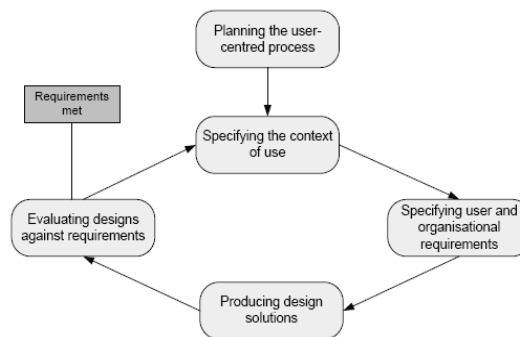 Planning the user-
centred process
Requirements
met
Specifying the context
of use
Evaluating designs
against requirements
Specifying user and
organisational
requirements
Producing design
solutions